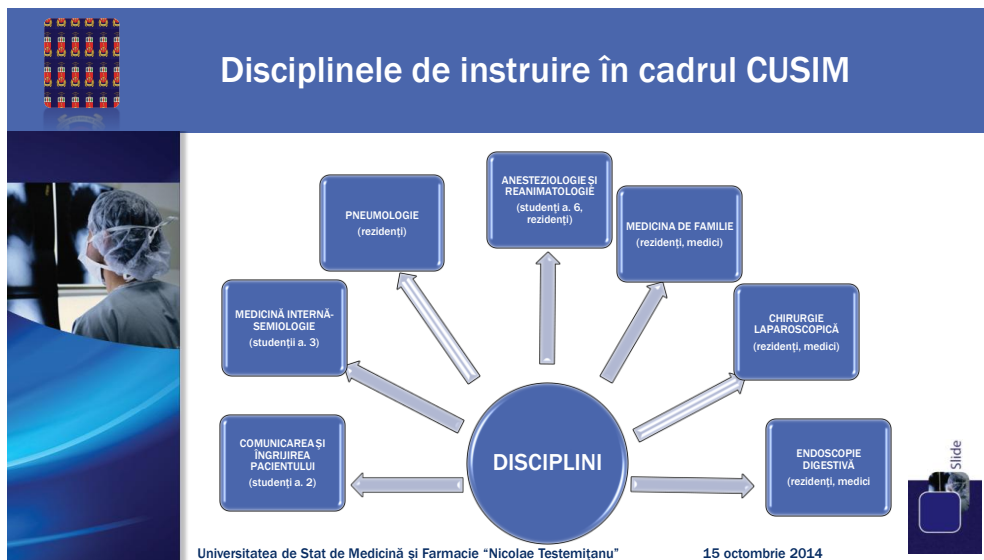 Disciplinele de instruire în cadrul CUSIM
ANESTEZIOLOGIE ȘI
REANIMATOLOGIE
(studenți a. 6,
rezidenți)
PNEUMOLOGIE
(rezidenți)
MEDICINA DE FAMILIE
(rezidenți, medici)
MEDICINĂ INTERNĂ-
SEMIOLOGIE
(studenții a. 3)
CHIRURGIE
LAPAROSCOPICĂ
(rezidenți, medici)
COMUNICAREA ȘI
ÎNGRIJIREA
PACIENTULUI
(studenți a. 2)
DISCIPLINI
ENDOSCOPIE
DIGESTIVĂ
(rezidenți, medici
Slide
Universitatea de Stat de Medicină și Farmacie “Nicolae Testemițanu”
15 octombrie 2014